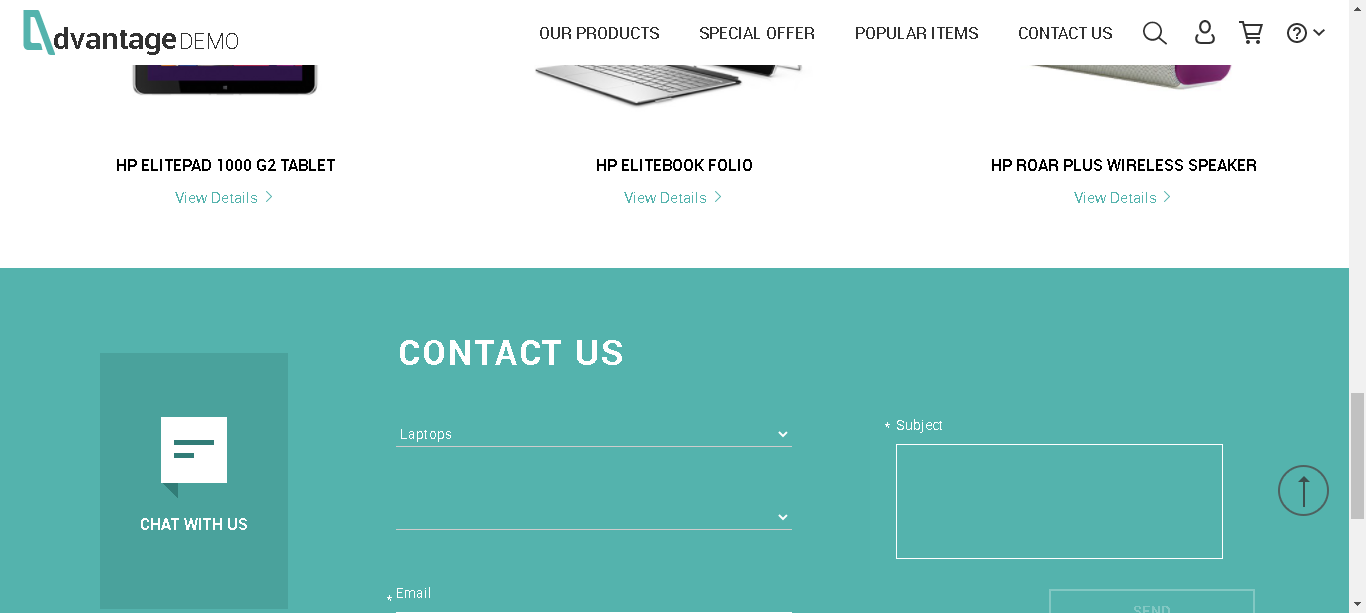 dvantage DEMO
OUR PRODUCTS SPECIAL OFFER POPULAR ITEMS CONTACT US
HP ELITEPAD 1000 G2 TABLET
View Details
HP ELITEBOOK FOLIO
View Details
HP ROAR PLUS WIRELESS SPEAKER
View Details
CHAT WITH US
CONTACT US
Laptops
* Email
* Subject
SEND